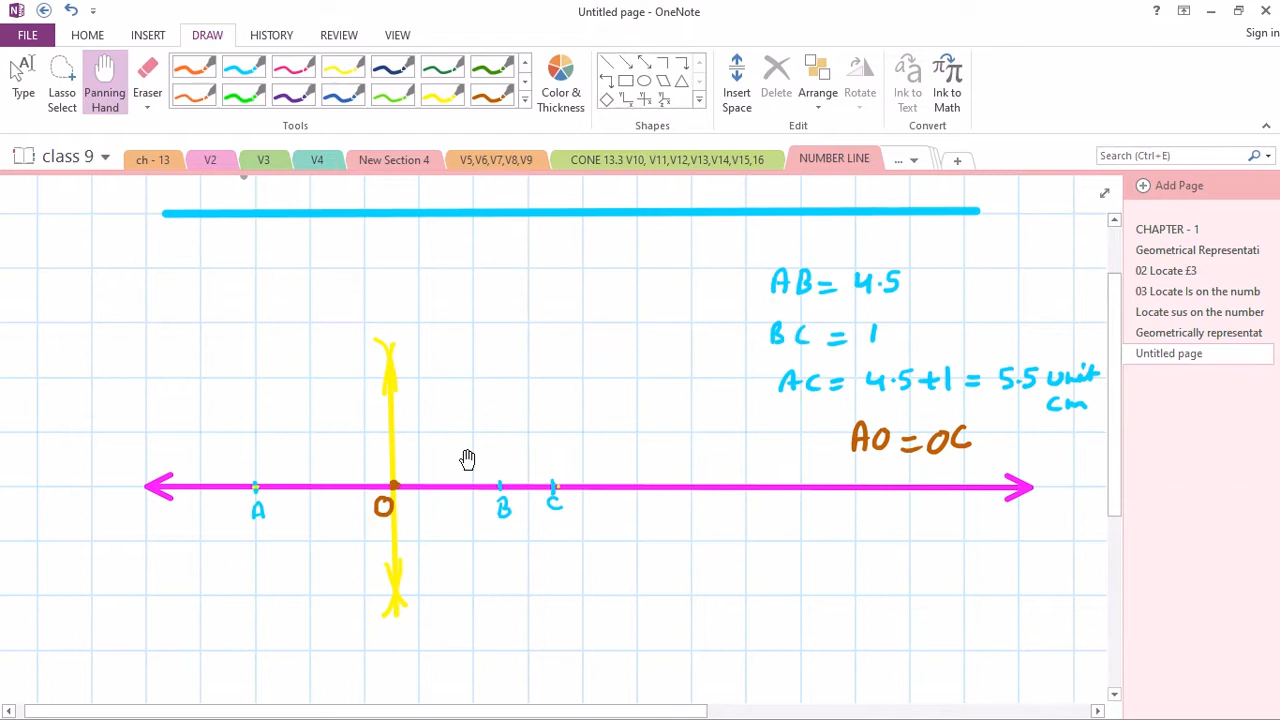 Untitled page - OneNote
?
Sign in
FILE HOME INSERT DRAW HISTORY REVIEW VIEW
Type
Lasso Select
Panning Hand
Eraser
Color & Thickness
Insert Space
Delete
Arrange
Rotate
Ink to Text
Ink to Math
Tools
Shapes
Edit
Convert
class 9
ch - 13
V2
V3
V4
New Section 4
V5,V6,V7,V8,V9
CONE 13.3 V10, V11,V12,V13,V14,V15,16
NUMBER LINE
...
Search (Ctrl+E)
Add Page
CHAPTER - 1
Geometrical Representati
02 Locate £3
03 Locate ls on the numb
Locate sus on the number
Geometrically representat
Untitled page
AB = 4.5
BC = 1
AC = 4.5+1 = 5.5 unit
cm
AO = OC
A
O
B
C